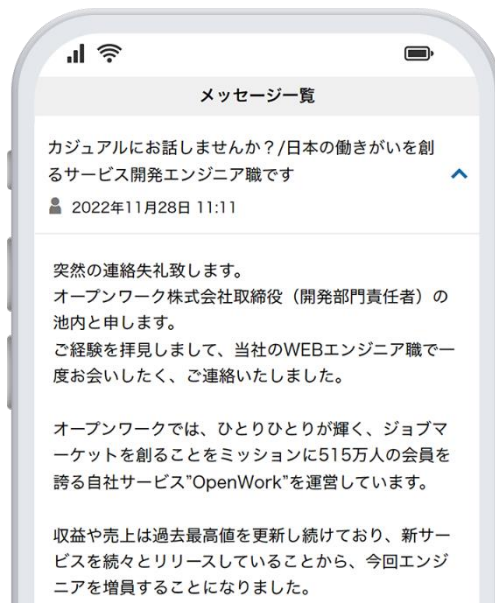 メッセージ一覧
カジュアルにお話しませんか？/日本の働きがいを創
るサービス開発エンジニア職です
2022年11月28日 11:11
突然の連絡失礼致します。
オープンワーク株式会社取締役（開発部門責任者）の
池内と申します。
ご経験を拝見しまして、当社のWEBエンジニア職で一
度お会いしたく、ご連絡いたしました。
オープンワークでは、ひとりひとりが輝く、ジョブマ
ーケットを創ることをミッションに515万人の会員を
誇る自社サービス”OpenWork”を運営しています。
収益や売上は過去最高値を更新し続けており、新サー
ビスを続々とリリースしていることから、今回エンジ
ニアを増員することになりました。